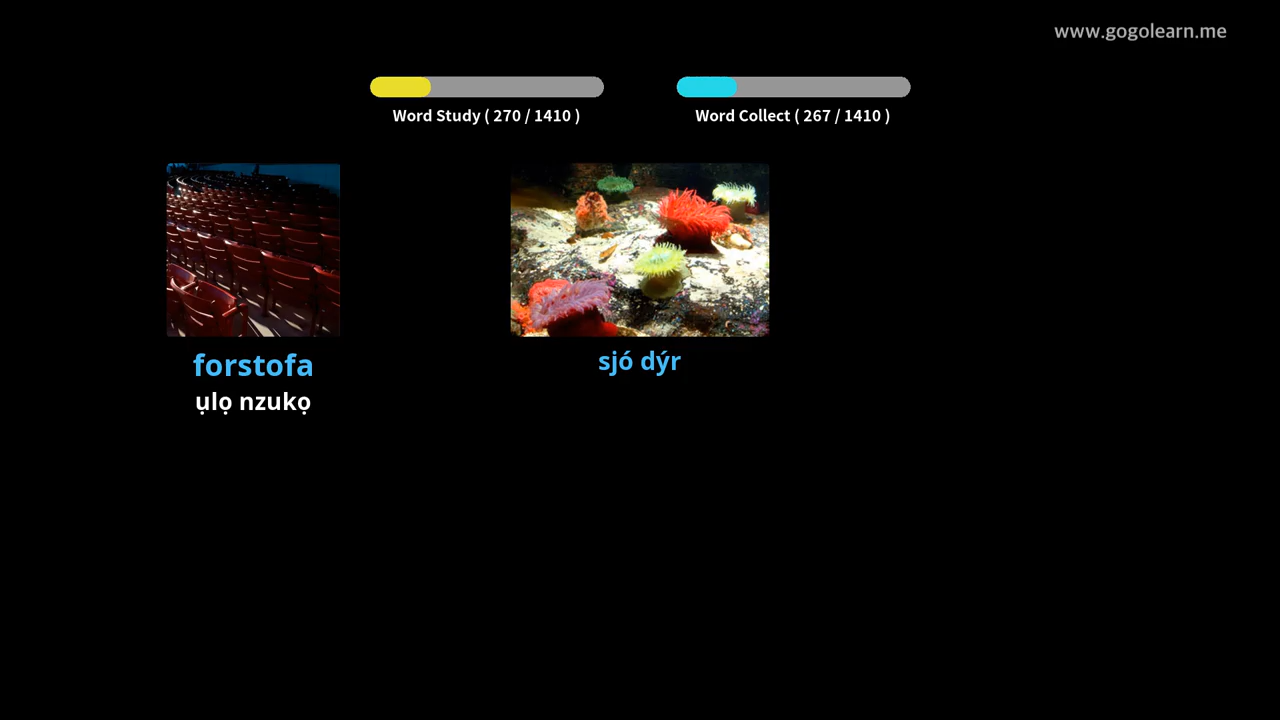 www.gogolearn.me
Word Study ( 270 / 1410 )
Word Collect ( 267 / 1410 )
forstofa
ụlọ nzukọ
sjó dýr